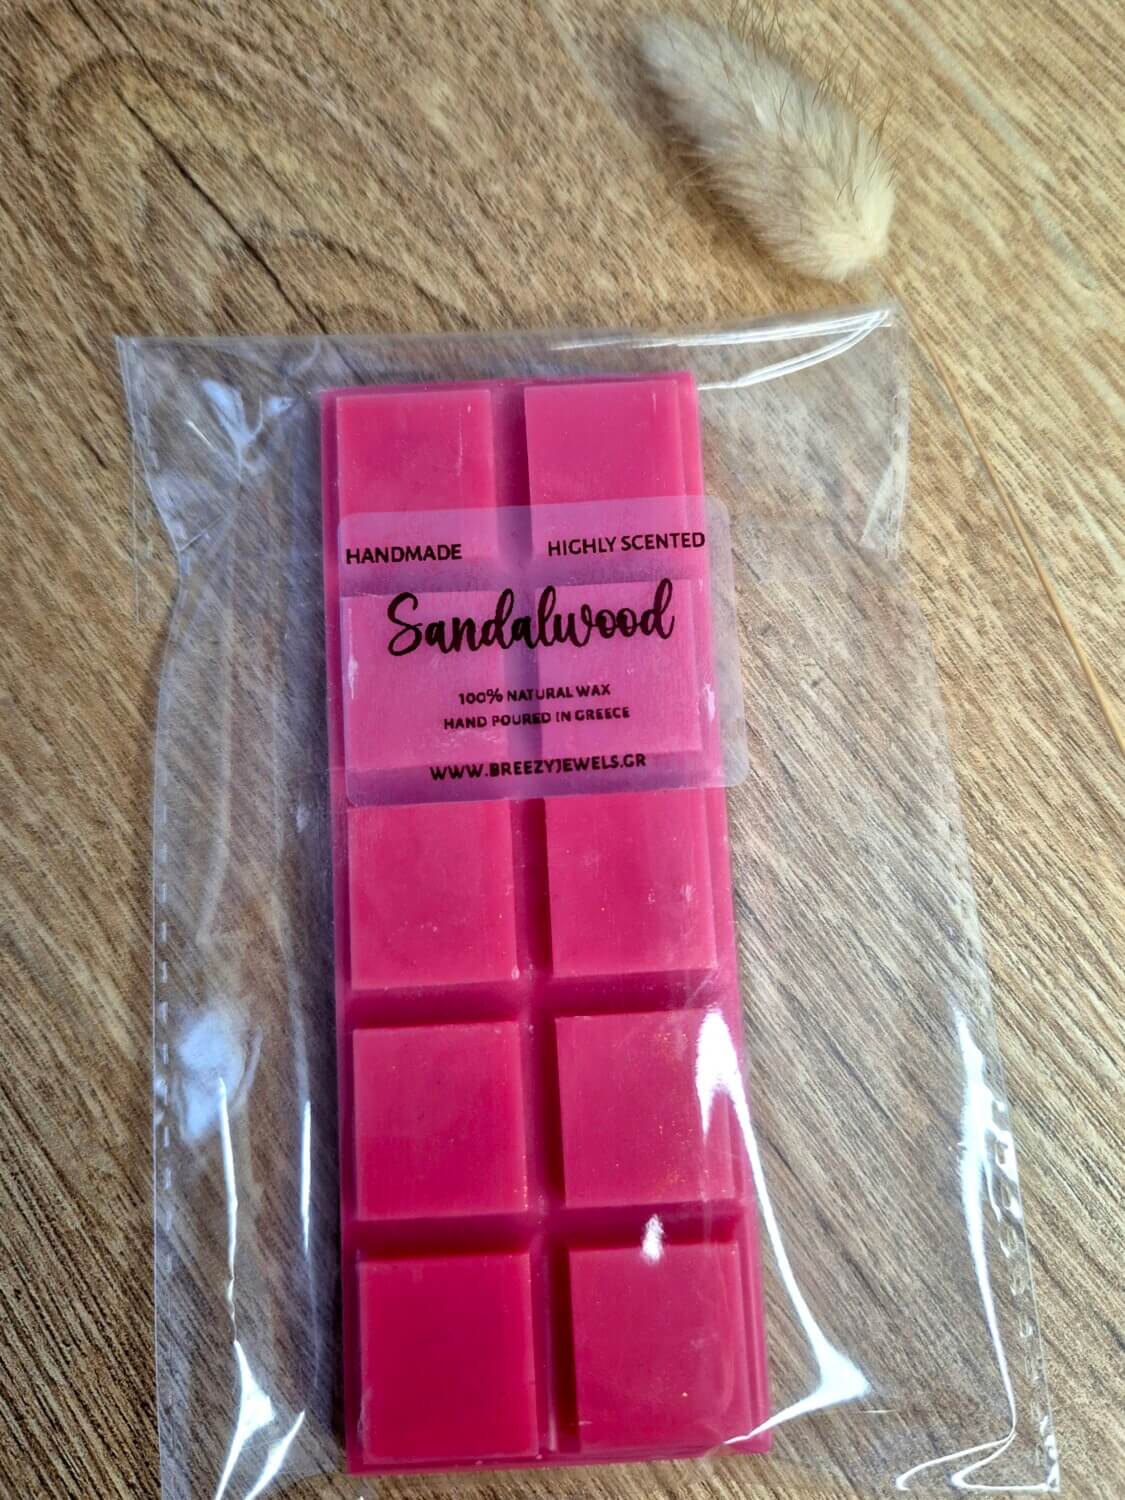 HANDMADE HIGHLY SCENTED
Sandalwood
100% NATURAL WAX
HAND POURED IN GREECE
WWW.BREEZYJEWELS.GR